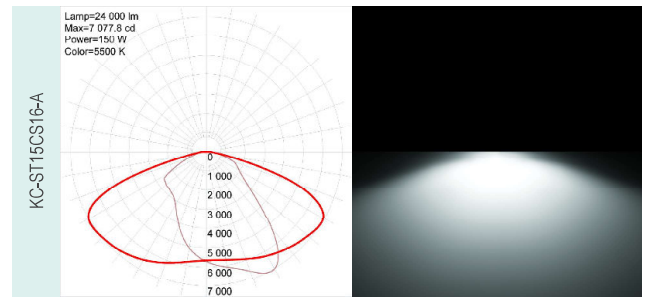 KC-ST15CS16-A
Lamp=24 000 lm
Max=7 077.8 cd
Power=150 W
Color=5500 K
0
1 000
2 000
3 000
4 000
5 000
6 000
7 000